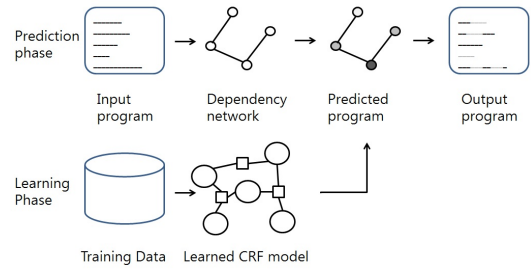 Prediction
phase
Input
program
Dependency
network
Predicted
program
Output
program
Learning
Phase
Training Data
Learned CRF model